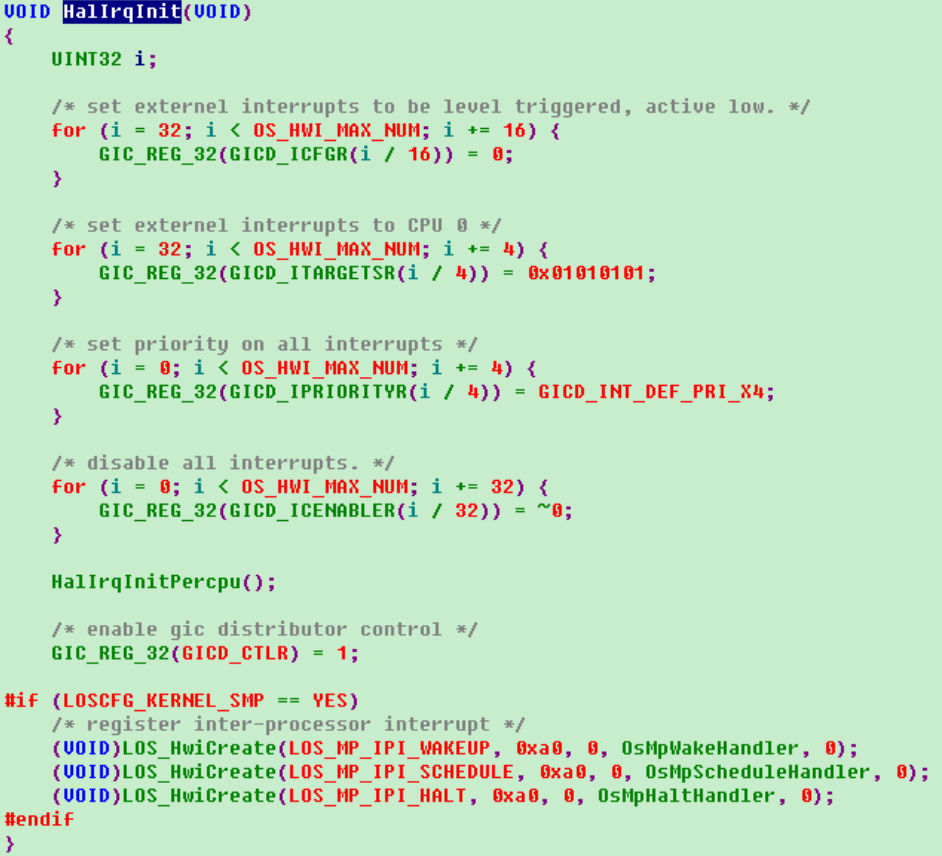 VOID HalIrqInit(VOID)
{
    UINT32 i;

    /* set externel interrupts to be level triggered, active low. */
    for (i = 32; i < OS_HWI_MAX_NUM; i += 16) {
        GIC_REG_32(GICD_ICFGR(i / 16)) = 0;
    }

    /* set externel interrupts to CPU 0 */
    for (i = 32; i < OS_HWI_MAX_NUM; i += 4) {
        GIC_REG_32(GICD_ITARGETSR(i / 4)) = 0x01010101;
    }

    /* set priority on all interrupts */
    for (i = 0; i < OS_HWI_MAX_NUM; i += 4) {
        GIC_REG_32(GICD_IPRIORITYR(i / 4)) = GICD_INT_DEF_PRI_X4;
    }

    /* disable all interrupts. */
    for (i = 0; i < OS_HWI_MAX_NUM; i += 32) {
        GIC_REG_32(GICD_ICENABLER(i / 32)) = ~0;
    }

    HalIrqInitPercpu();

    /* enable gic distributor control */
    GIC_REG_32(GICD_CTLR) = 1;

#if (LOSCFG_KERNEL_SMP == YES)
    /* register inter-processor interrupt */
    (VOID)LOS_HwiCreate(LOS_MP_IPI_WAKEUP, 0xa0, 0, OsMpWakeHandler, 0);
    (VOID)LOS_HwiCreate(LOS_MP_IPI_SCHEDULE, 0xa0, 0, OsMpScheduleHandler, 0);
    (VOID)LOS_HwiCreate(LOS_MP_IPI_HALT, 0xa0, 0, OsMpHaltHandler, 0);
#endif
}